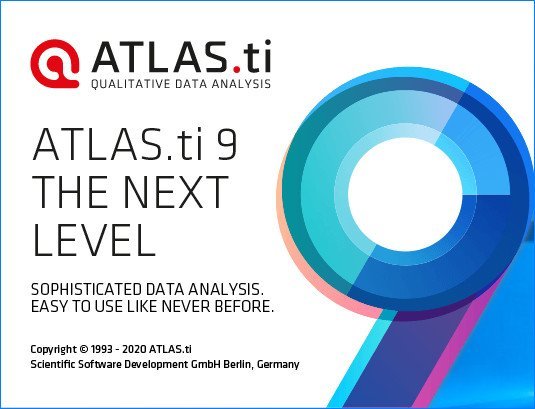 ATLAS.ti
QUALITATIVE DATA ANALYSIS
ATLAS.ti 9
THE NEXT
LEVEL
SOPHISTICATED DATA ANALYSIS.
EASY TO USE LIKE NEVER BEFORE.
Copyright © 1993 - 2020 ATLAS.ti
Scientific Software Development GmbH Berlin, Germany